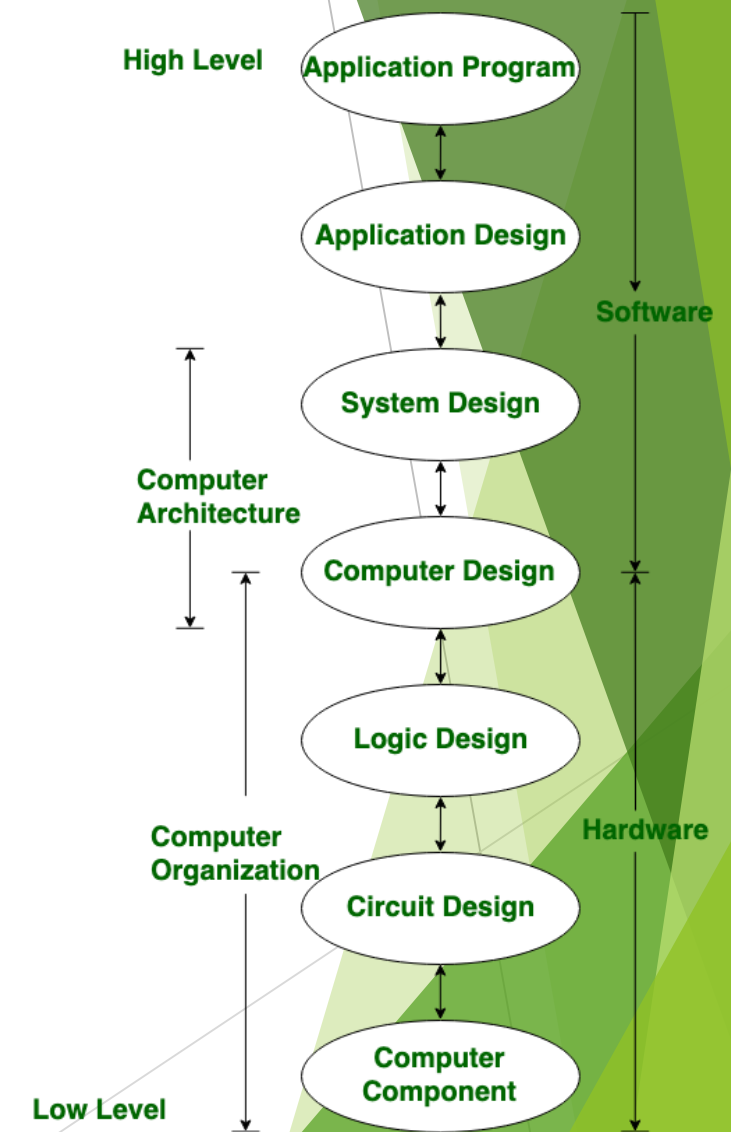 High Level
Application Program
Application Design
Software
System Design
Computer
Architecture
Computer Design
Logic Design
Hardware
Computer
Organization
Circuit Design
Computer
Component
Low Level